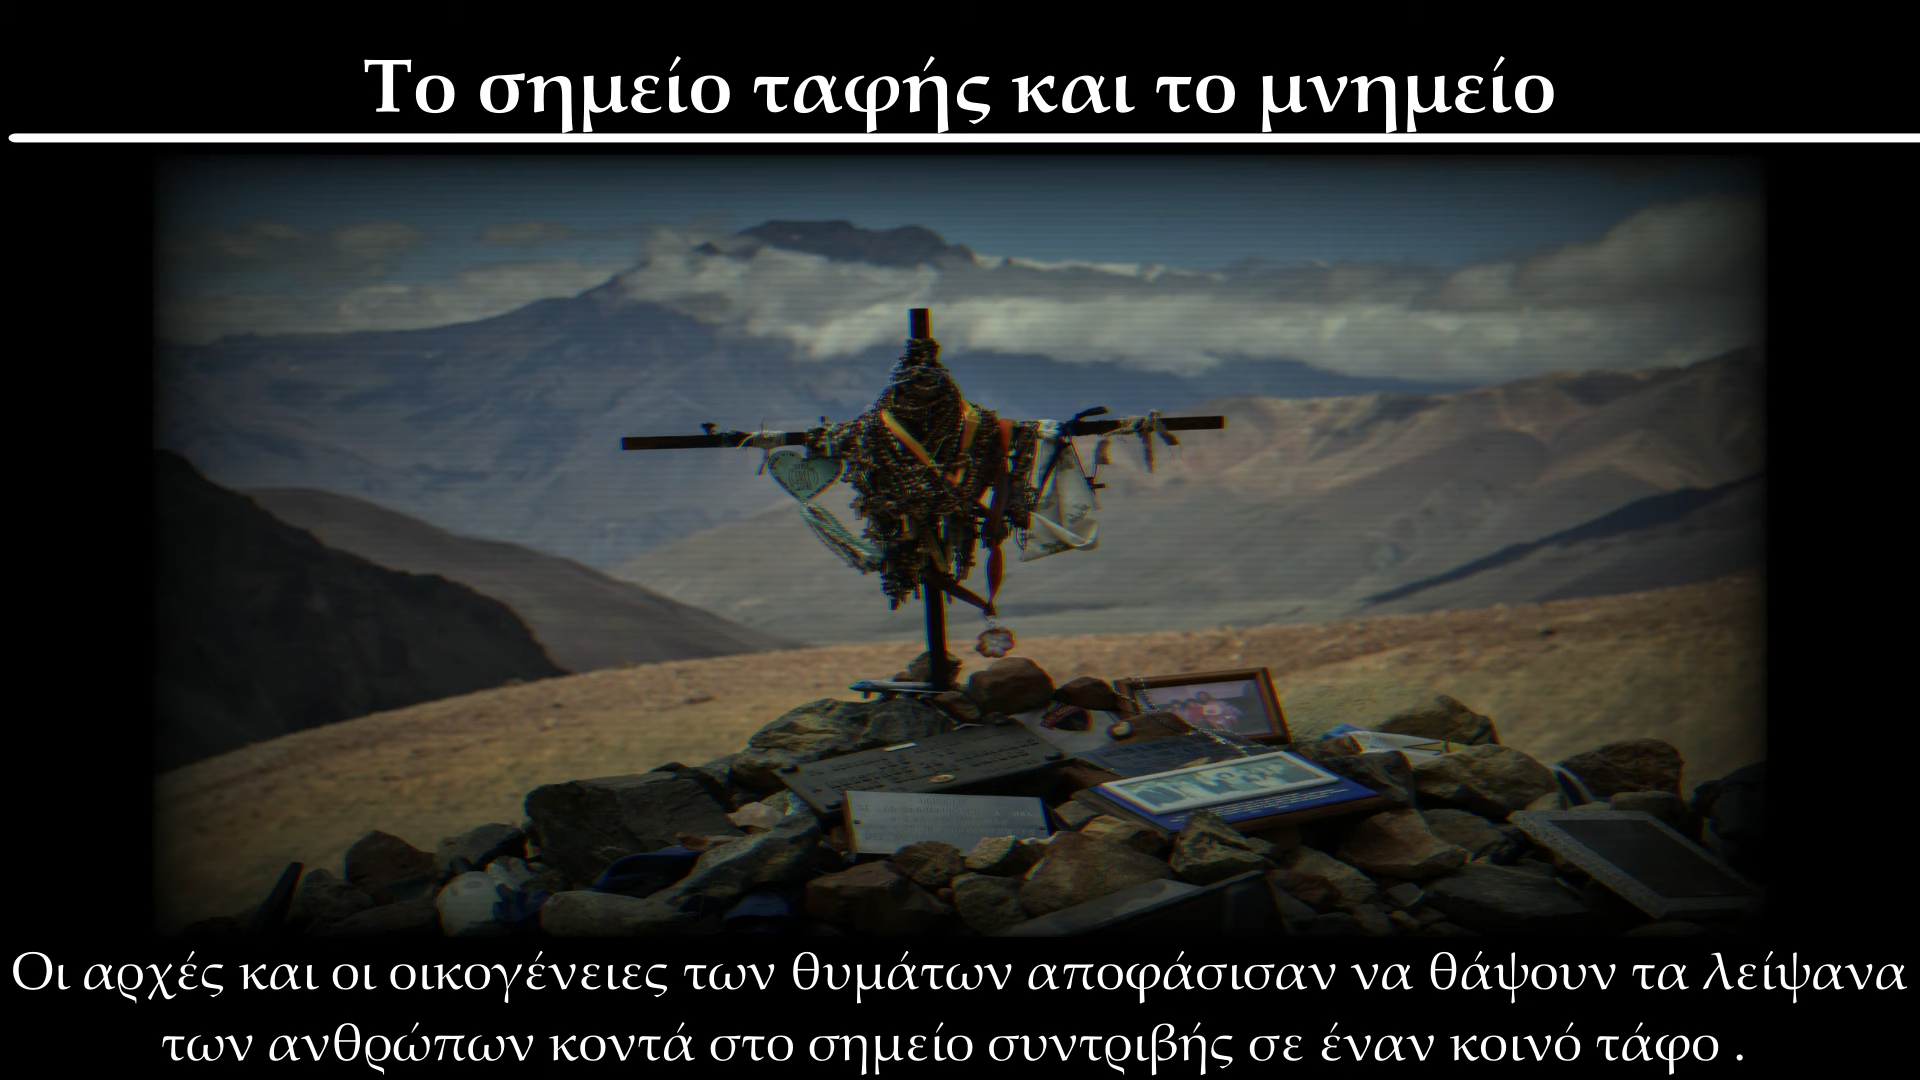 Το σημείο ταφής και το μνημείο
Οι αρχές και οι οικογένειες των θυμάτων αποφάσισαν να θάψουν τα λείψανα
των ανθρώπων κοντά στο σημείο συντριβής σε έναν κοινό τάφο .